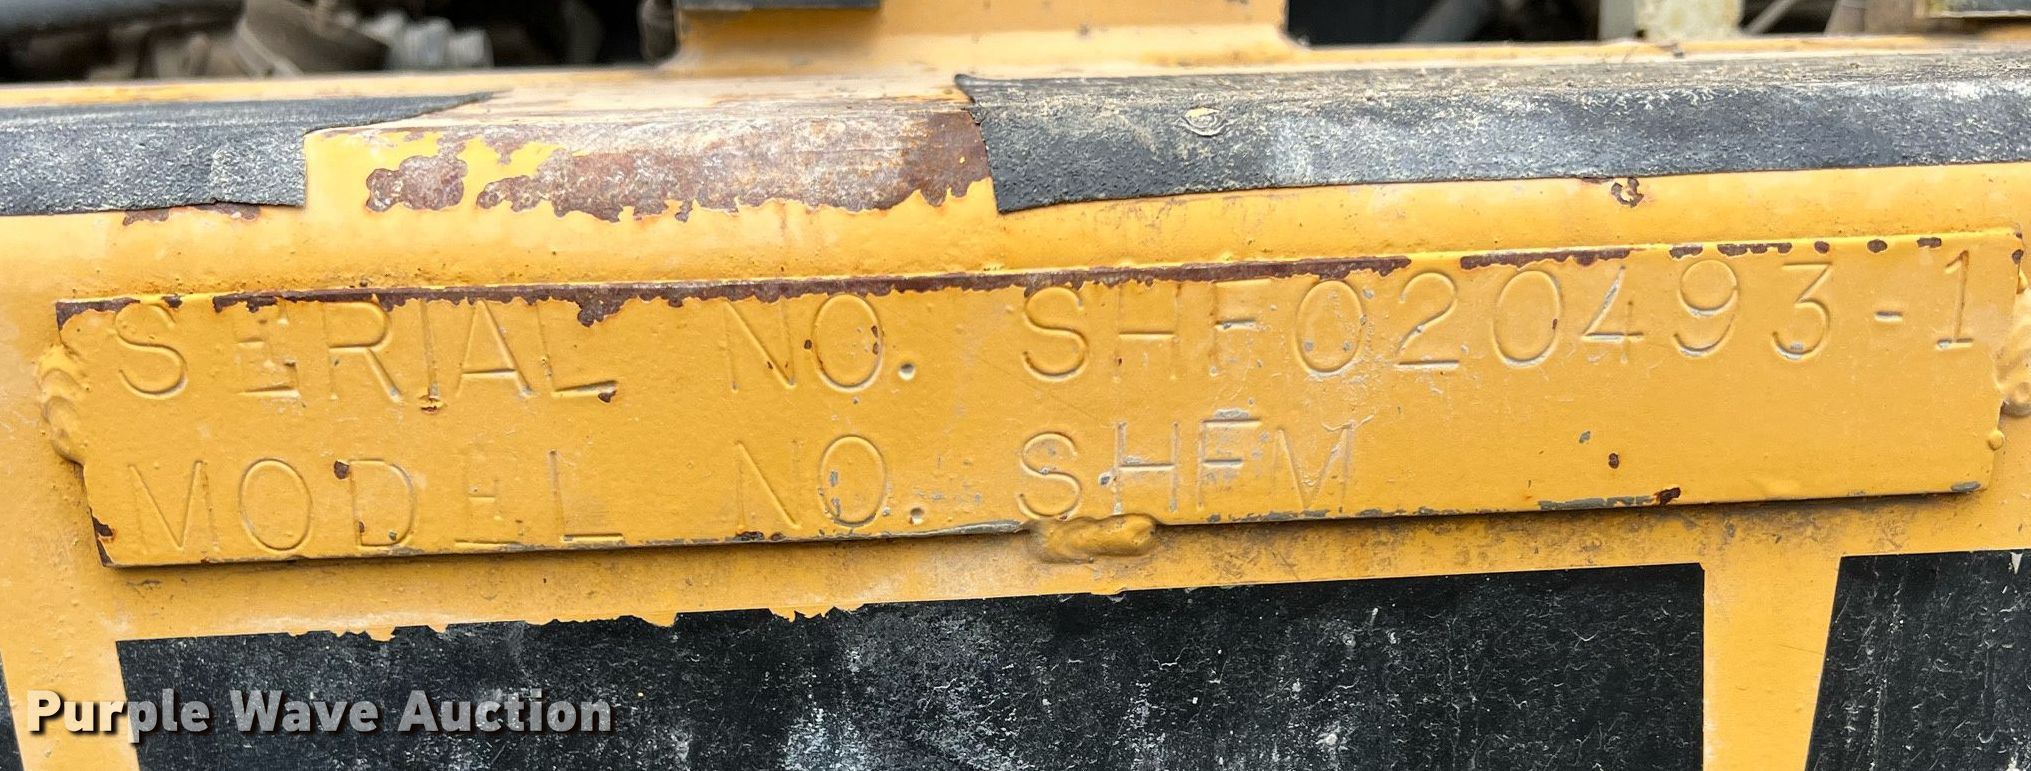 SERIAL NO. SHF020493-1
MODEL NO. SHFM
Purple Wave Auction